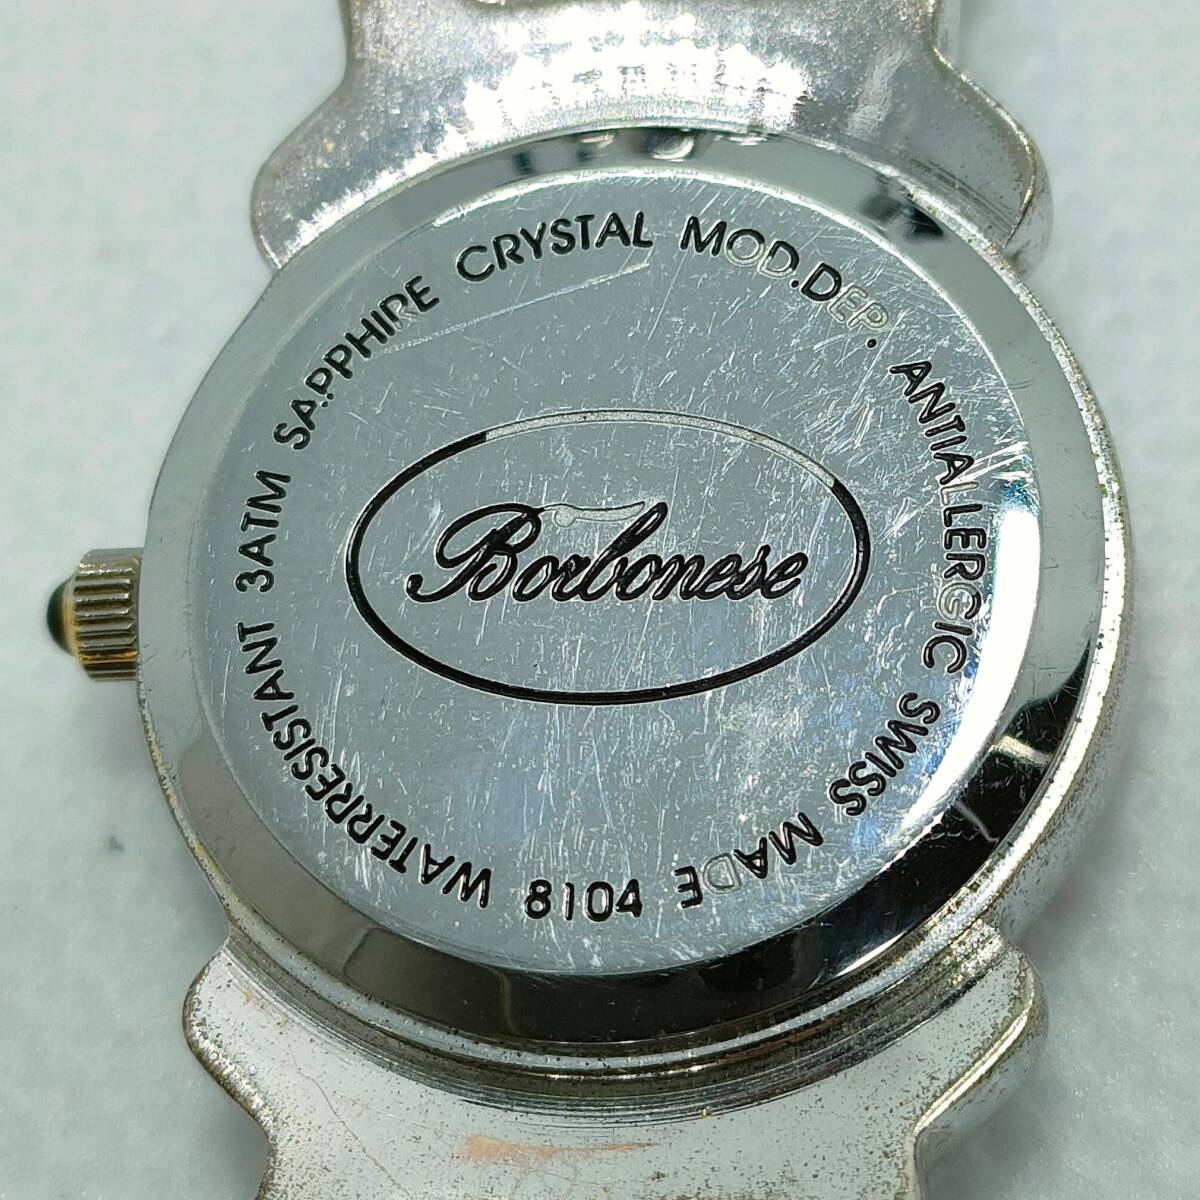 WATERRESISTANT 3ATM SAPPHIRE CRYSTAL MOD.DEP. ANTIALLERGIC SWISS MADE 8104
Borbonese